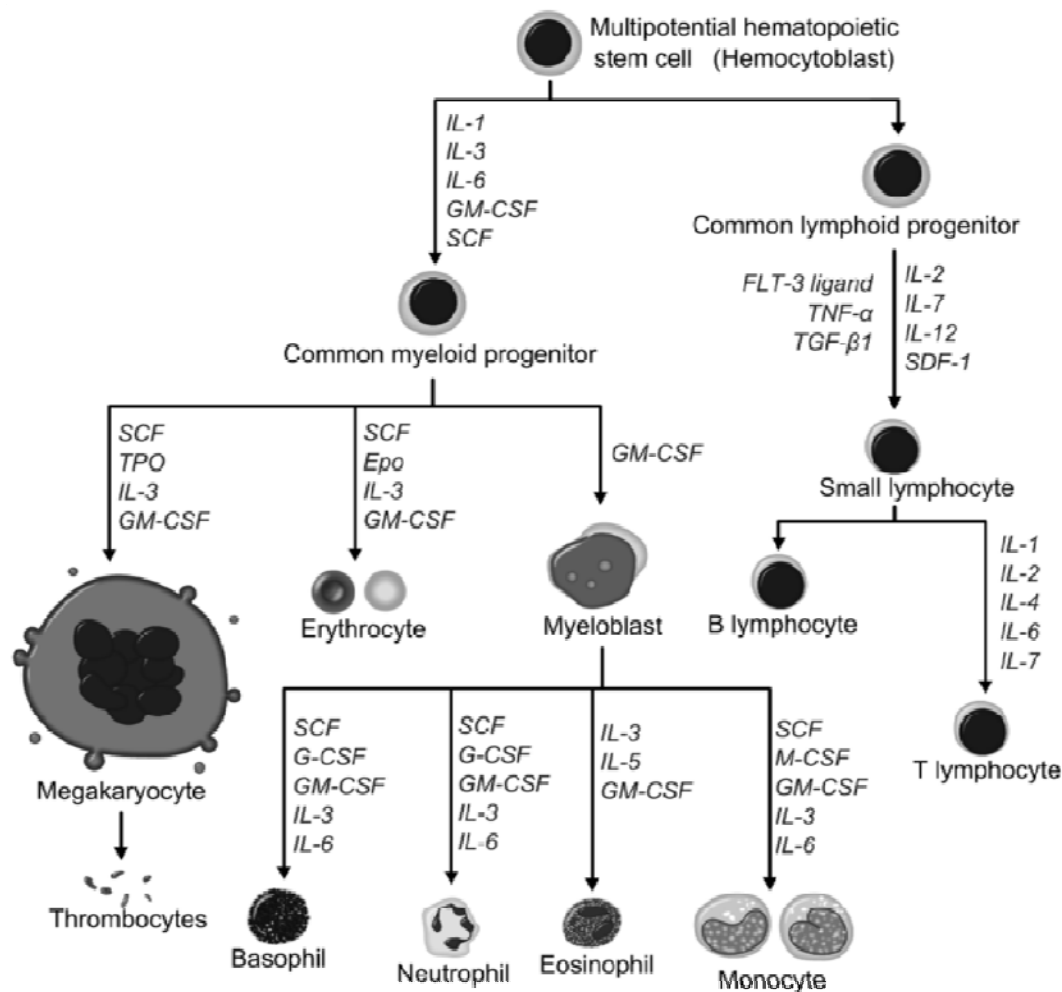 Multipotential hematopoietic
stem cell (Hemocytoblast)
IL-1
IL-3
IL-6
GM-CSF
SCF
Common lymphoid progenitor
FLT-3 ligand
TNF-α
TGF-β1
IL-2
IL-7
IL-12
SDF-1
Common myeloid progenitor
SCF
TPO
IL-3
GM-CSF
SCF
Epo
IL-3
GM-CSF
GM-CSF
Small lymphocyte
Erythrocyte
Myeloblast
B lymphocyte
IL-1
IL-2
IL-4
IL-6
IL-7
T lymphocyte
Megakaryocyte
Thrombocytes
SCF
G-CSF
GM-CSF
IL-3
IL-6
SCF
G-CSF
GM-CSF
IL-3
IL-6
IL-3
IL-5
GM-CSF
SCF
M-CSF
GM-CSF
IL-3
IL-6
Basophil
Neutrophil
Eosinophil
Monocyte